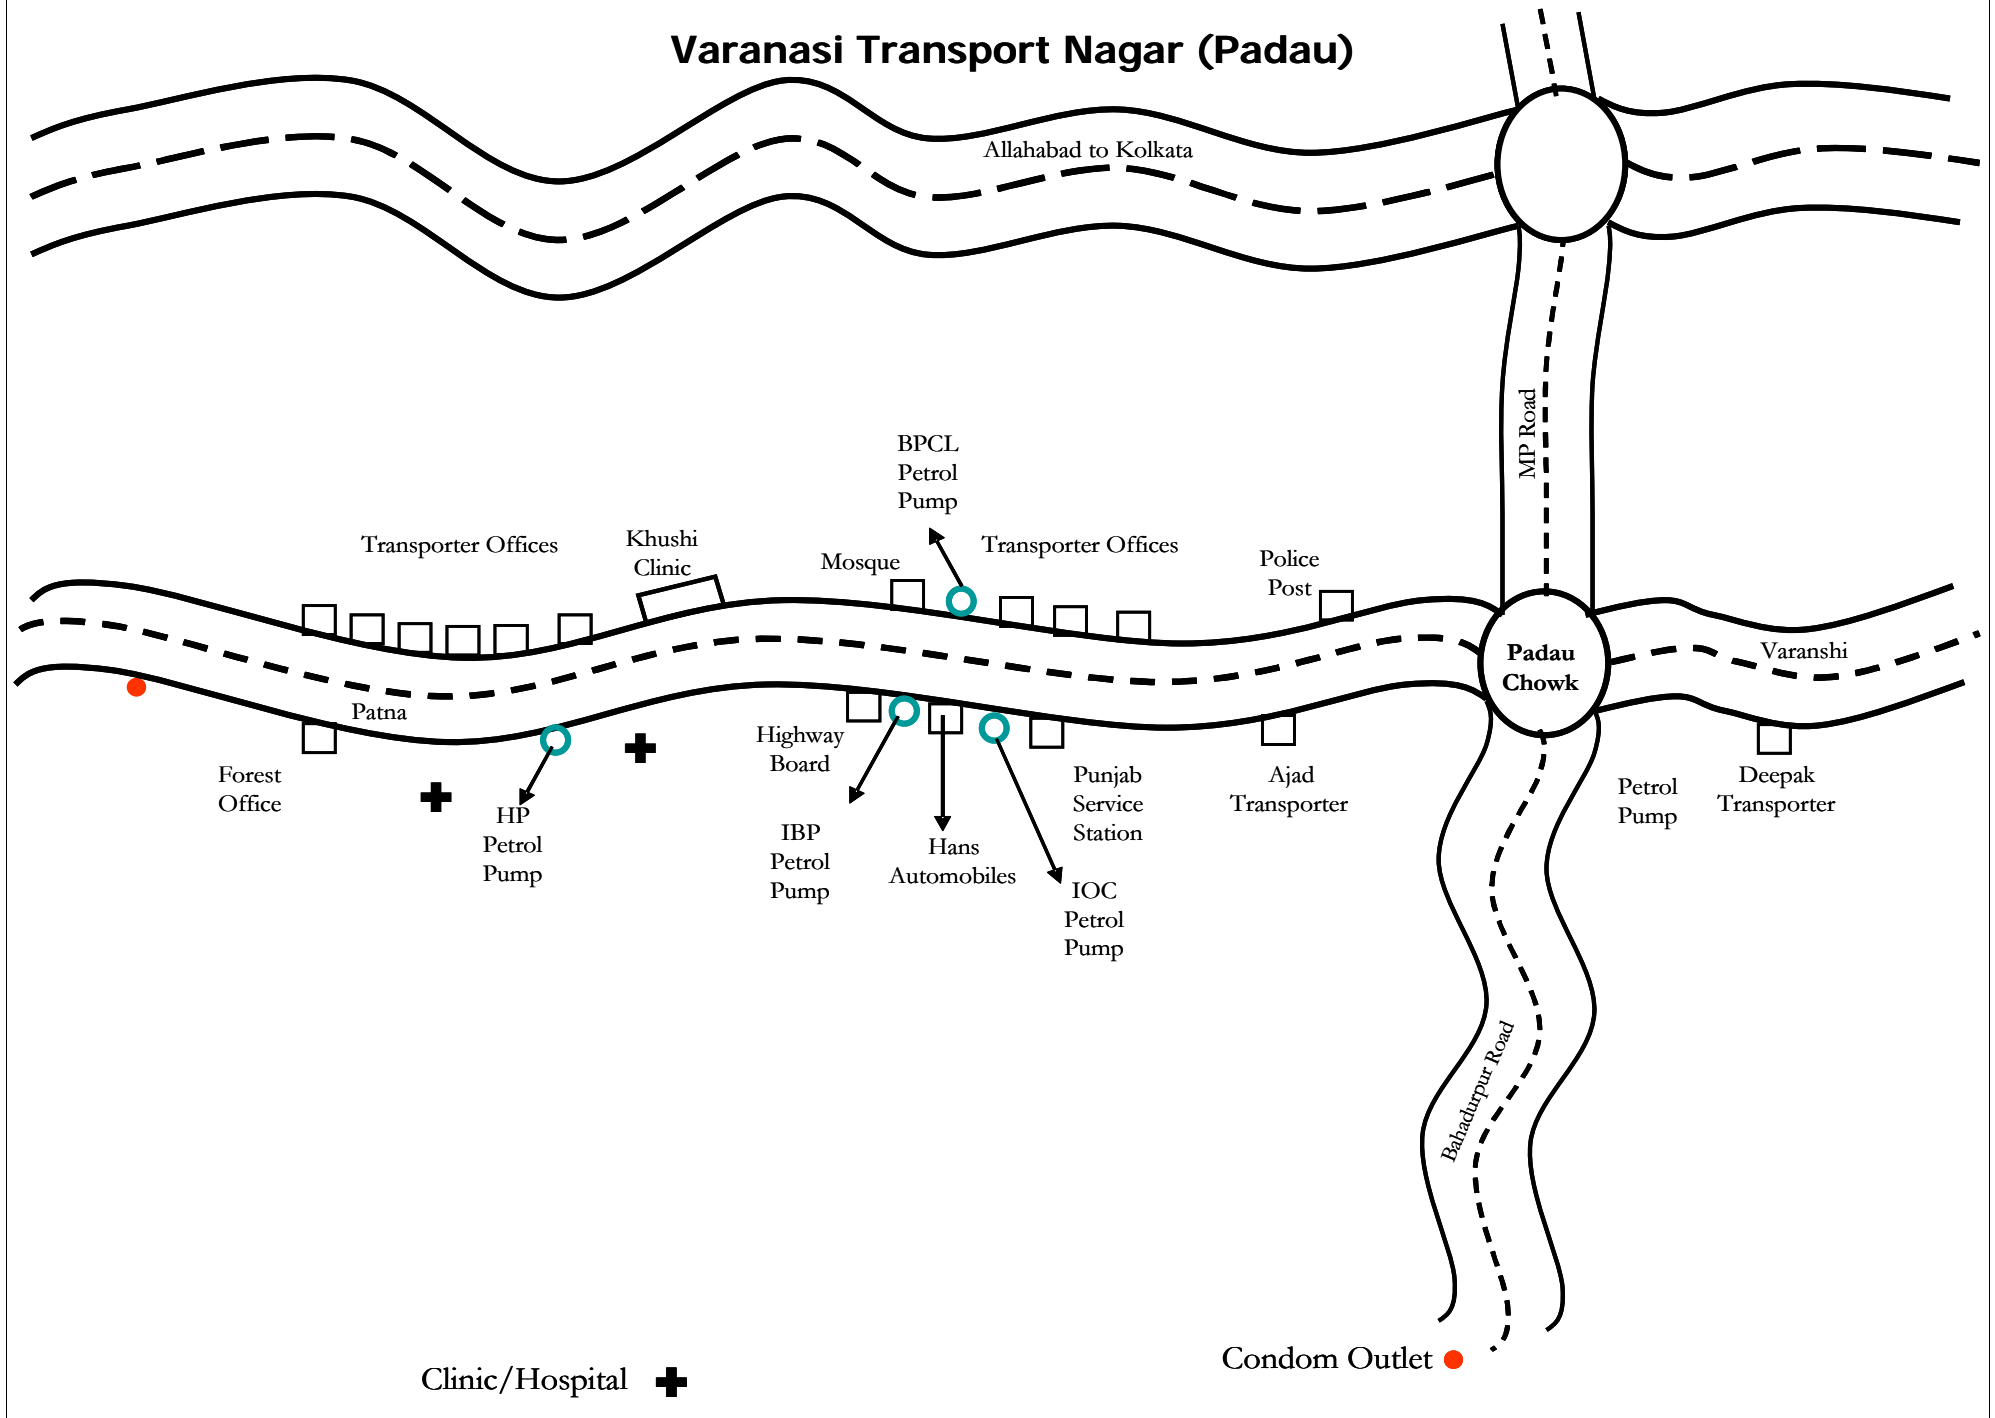 Varanasi Transport Nagar (Padau)
Allahabad to Kolkata
MP Road
BPCL
Petrol
Pump
Transporter Offices
Khushi
Clinic
Mosque
Transporter Offices
Police
Post
Padau
Chowk
Varanshi
Patna
Forest
Office
HP
Petrol
Pump
Highway
Board
IBP
Petrol
Pump
Hans
Automobiles
Punjab
Service
Station
IOC
Petrol
Pump
Ajad
Transporter
Petrol
Pump
Deepak
Transporter
Bahadurpur Road
Condom Outlet
Clinic/Hospital